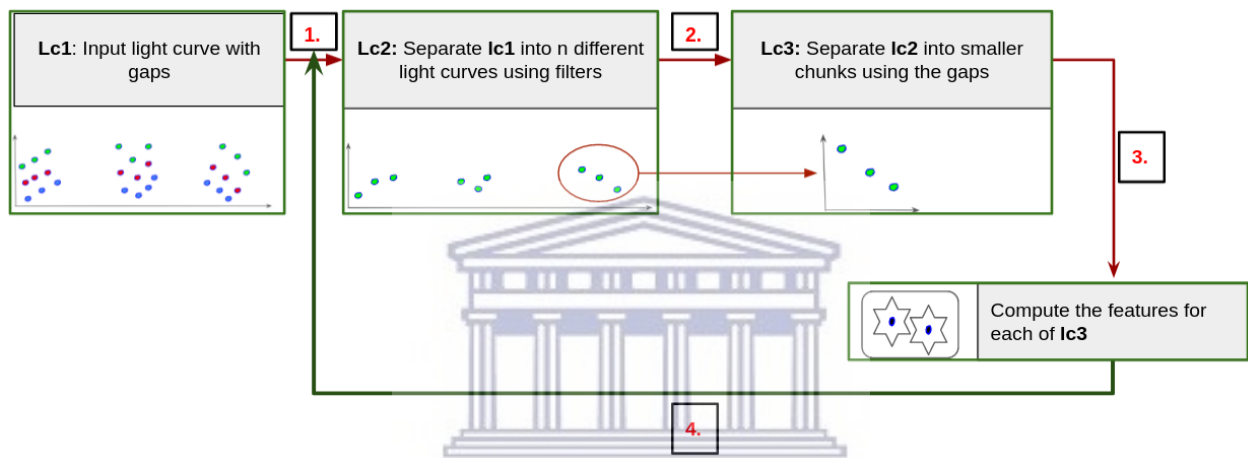 Lc1: Input light curve with
gaps
1.
Lc2: Separate lc1 into n different
light curves using filters
2.
Lc3: Separate lc2 into smaller
chunks using the gaps
3.
Compute the features for
each of lc3
4.